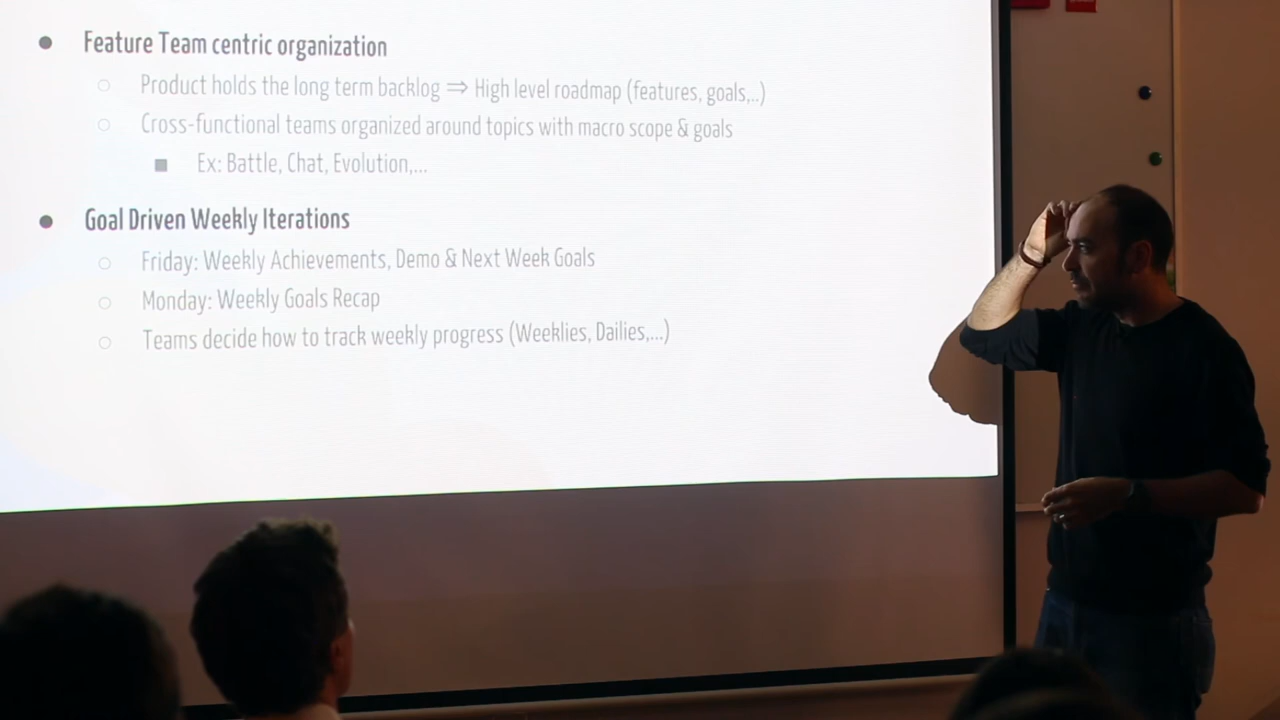 Feature Team centric organization
Product holds the long term backlog ⇒ High level roadmap (features, goals,..)
Cross-functional teams organized around topics with macro scope & goals
Ex: Battle, Chat, Evolution,...
Goal Driven Weekly Iterations
Friday: Weekly Achievements, Demo & Next Week Goals
Monday: Weekly Goals Recap
Teams decide how to track weekly progress (Weeklies, Dailies,...)